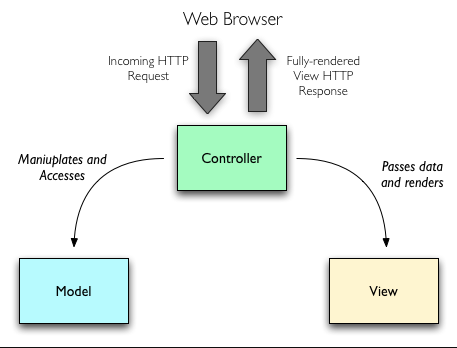 Web Browser
Incoming HTTP
Request
Fully-rendered
View HTTP
Response
Controller
Maniuplates and
Accesses
Passes data
and renders
Model
View